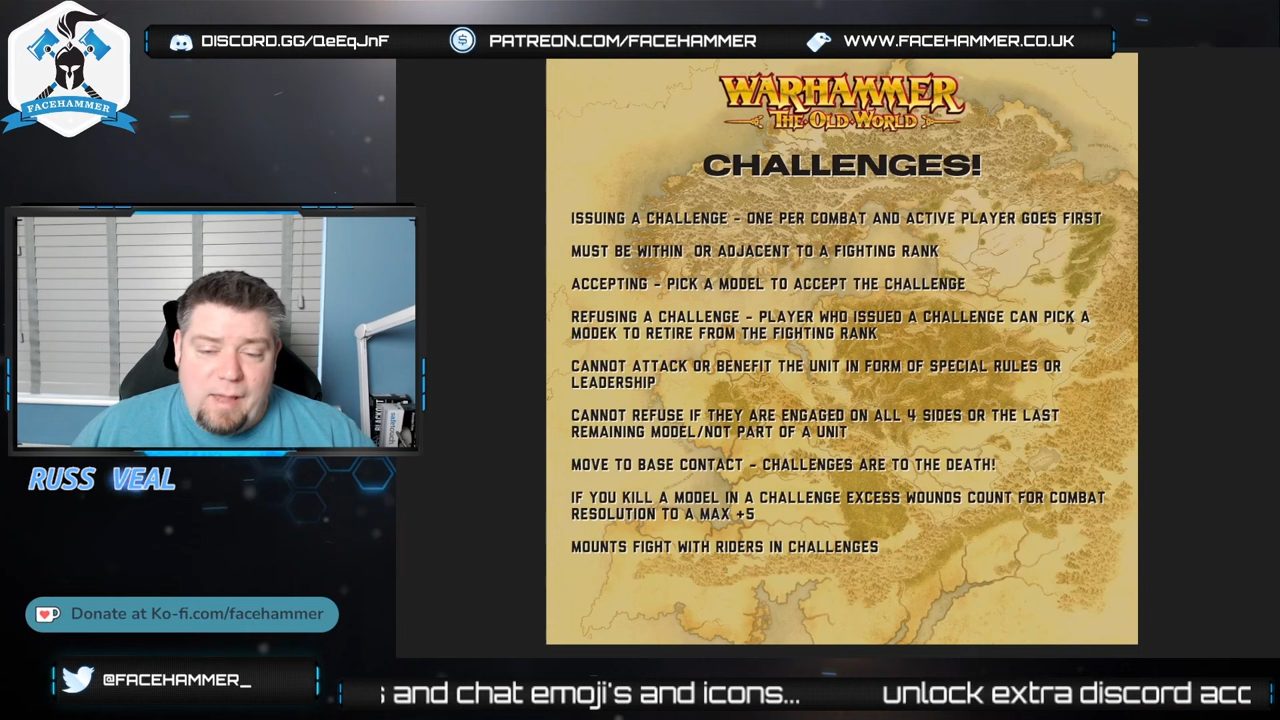 DISCORD.GG/QeEqJnF
PATREON.COM/FACEHAMMER
WWW.FACEHAMMER.CO.UK
FACEHAMMER
WARHAMMER
THE OLD WORLD
CHALLENGES!
ISSUING A CHALLENGE - ONE PER COMBAT AND ACTIVE PLAYER GOES FIRST
MUST BE WITHIN OR ADJACENT TO A FIGHTING RANK
ACCEPTING - PICK A MODEL TO ACCEPT THE CHALLENGE
REFUSING A CHALLENGE - PLAYER WHO ISSUED A CHALLENGE CAN PICK A
MODEK TO RETIRE FROM THE FIGHTING RANK
CANNOT ATTACK OR BENEFIT THE UNIT IN FORM OF SPECIAL RULES OR
LEADERSHIP
CANNOT REFUSE IF THEY ARE ENGAGED ON ALL 4 SIDES OR THE LAST
REMAINING MODEL/NOT PART OF A UNIT
MOVE TO BASE CONTACT - CHALLENGES ARE TO THE DEATH!
IF YOU KILL A MODEL IN A CHALLENGE EXCESS WOUNDS COUNT FOR COMBAT
RESOLUTION TO A MAX +5
MOUNTS FIGHT WITH RIDERS IN CHALLENGES
RUSS VEAL
Donate at Ko-fi.com/facehammer
@FACEHAMMER_
s and chat emoji's and icons... unlock extra discord acc